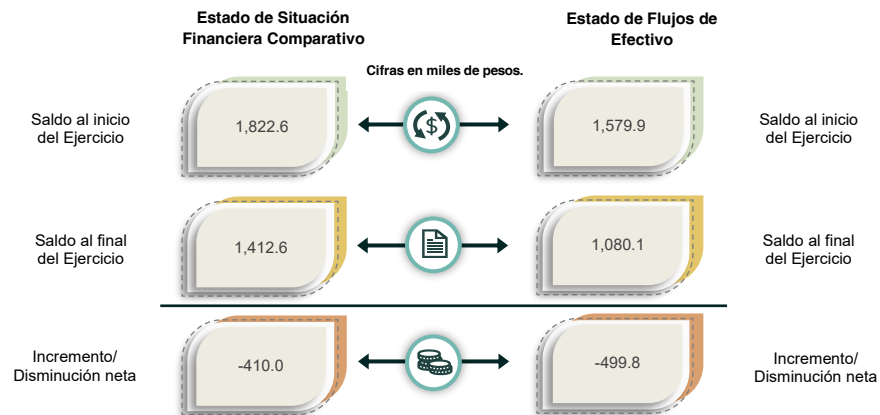 Estado de Situación
Financiera Comparativo
Estado de Flujos de
Efectivo
Cifras en miles de pesos.
Saldo al inicio
del Ejercicio
1,822.6
$
1,579.9
Saldo al inicio
del Ejercicio
Saldo al final
del Ejercicio
1,412.6
1,080.1
Saldo al final
del Ejercicio
Incremento/
Disminución neta
-410.0
-499.8
Incremento/
Disminución neta